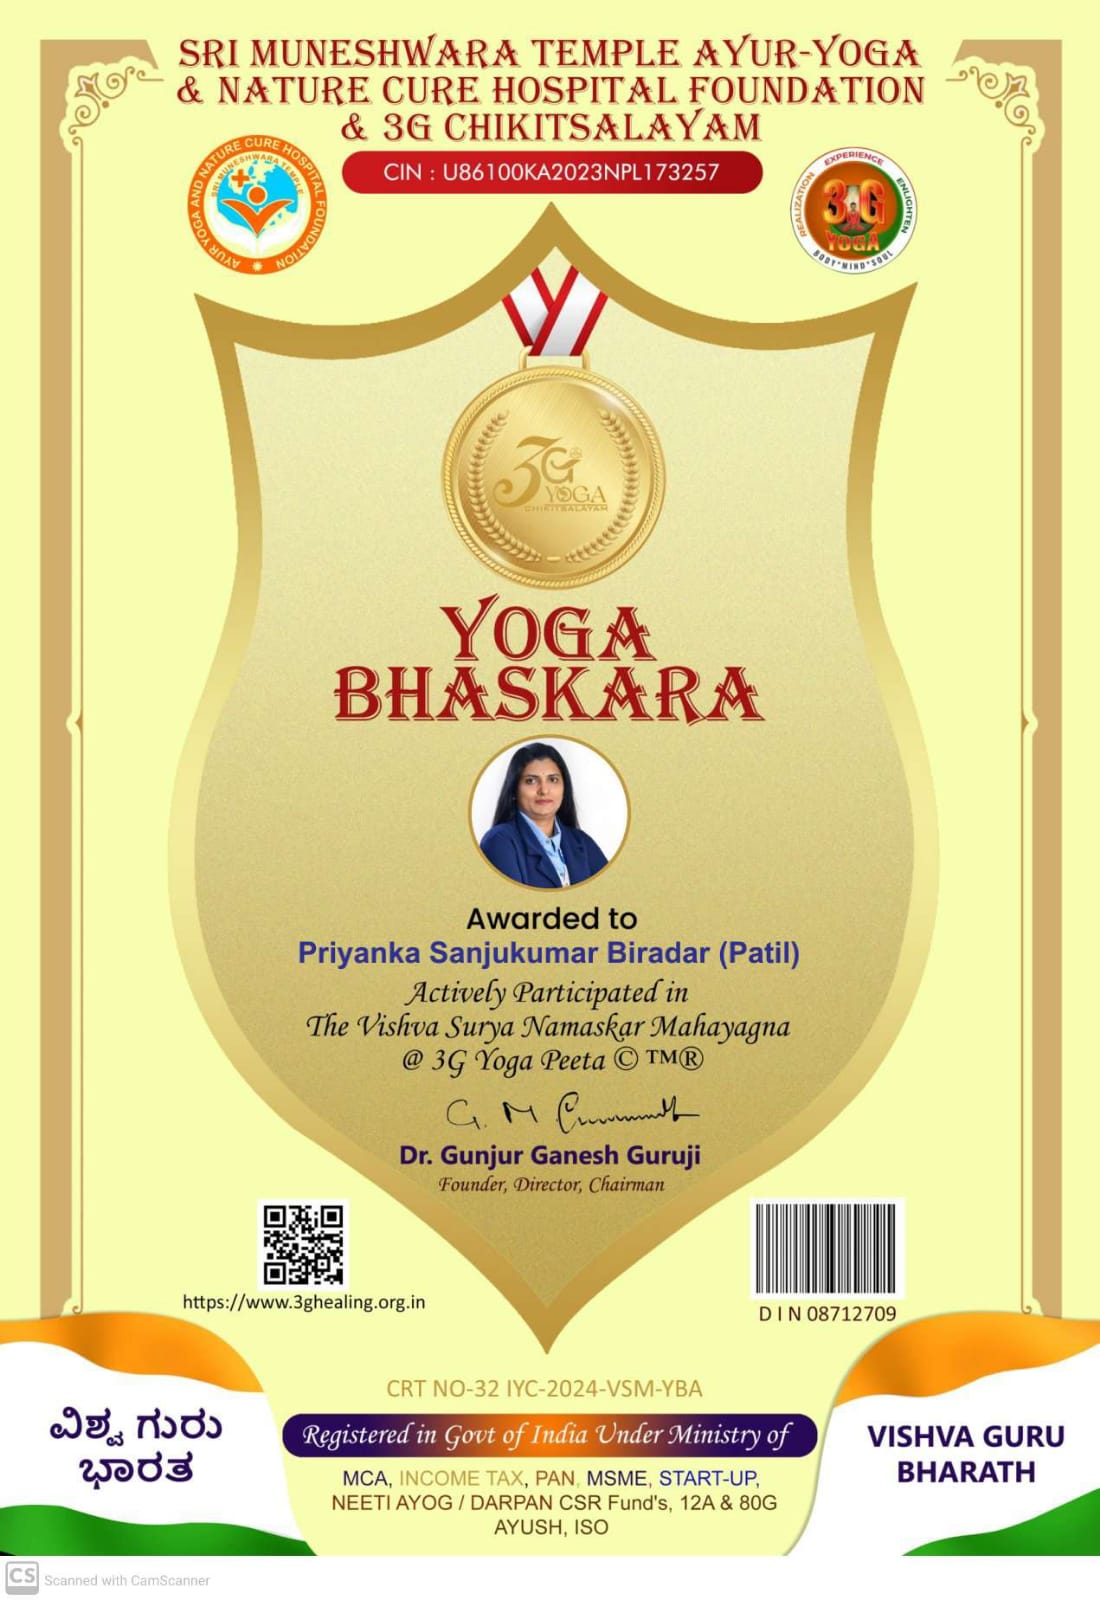 SRI MUNESHWARA TEMPLE AYUR-YOGA
& NATURE CURE HOSPITAL FOUNDATION
& 3G CHIKITSALAYAM
CIN : U86100KA2023NPL173257
AYUR YOGA AND NATURE CURE HOSPITAL FOUNDATION
SRI MUNESHWARA TEMPLE
REALIZATION EXPERIENCE ENLIGHTEN
3G
YOGA
BODY*MIND*SOUL
3G
YOGA
CHIKITSALAYAM
YOGA
BHASKARA
Awarded to
Priyanka Sanjukumar Biradar (Patil)
Actively Participated in
The Vishva Surya Namaskar Mahayagna
@ 3G Yoga Peeta © ™®
G. M
Dr. Gunjur Ganesh Guruji
Founder, Director, Chairman
https://www.3ghealing.org.in
D I N 08712709
CRT NO-32 IYC-2024-VSM-YBA
Registered in Govt of India Under Ministry of
MCA, INCOME TAX, PAN, MSME, START-UP,
NEETI AYOG / DARPAN CSR Fund's, 12A & 80G
AYUSH, ISO
ವಿಶ್ವ ಗುರು
ಭಾರತ
VISHVA GURU
BHARATH
CS Scanned with CamScanner